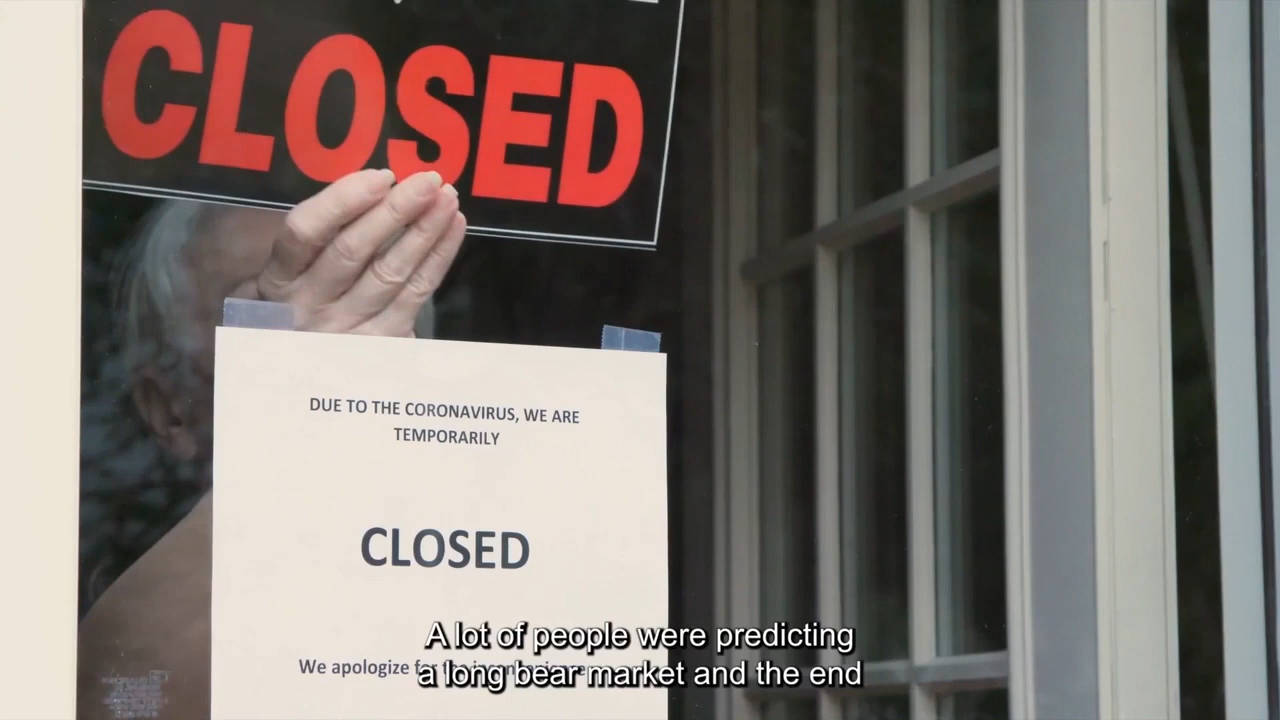 CLOSED
DUE TO THE CORONAVIRUS, WE ARE
TEMPORARILY
CLOSED
We apologize for
A lot of people were predicting
a long bear market and the end